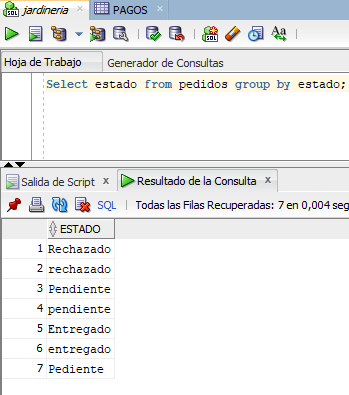 jardineria PAGOS
SQL
Hoja de Trabajo Generador de Consultas
Select estado from pedidos group by estado;
Salida de Script x Resultado de la Consulta x
SQL Todas las Filas Recuperadas: 7 en 0,004 seg
ESTADO
1 Rechazado
2 rechazado
3 Pendiente
4 pendiente
5 Entregado
6 entregado
7 Pediente